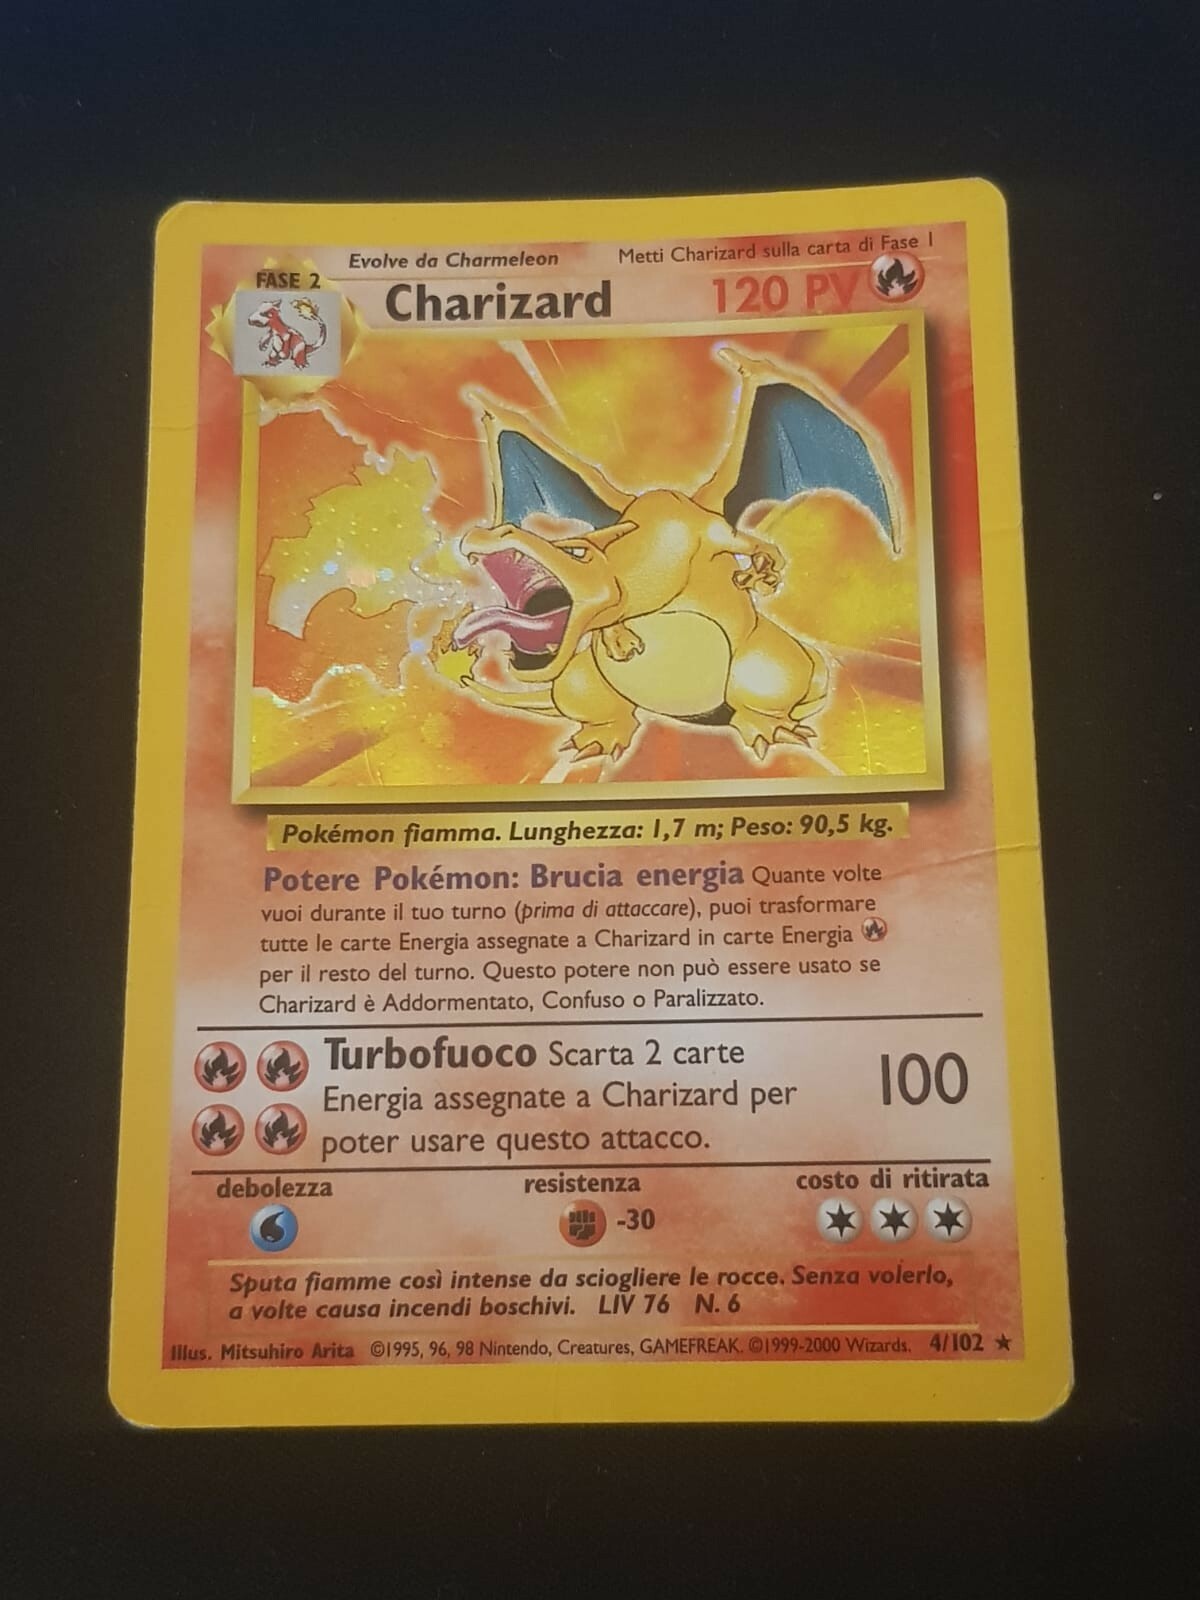 Evolve da Charmeleon
Metti Charizard sulla carta di Fase 1
FASE 2
Charizard
120 PV
Pokémon fiamma. Lunghezza: 1,7 m; Peso: 90,5 kg.
Potere Pokémon: Brucia energia Quante volte
vuoi durante il tuo turno (prima di attaccare), puoi trasformare
tutte le carte Energia assegnate a Charizard in carte Energia
per il resto del turno. Questo potere non può essere usato se
Charizard è Addormentato, Confuso o Paralizzato.
Turbofuoco Scarta 2 carte
Energia assegnate a Charizard per
poter usare questo attacco.
100
debolezza
resistenza
costo di ritirata
-30
Sputa fiamme così intense da sciogliere le rocce. Senza volerlo,
a volte causa incendi boschivi. LIV 76 N. 6
Illus. Mitsuhiro Arita ©1995, 96, 98 Nintendo, Creatures, GAMEFREAK. ©1999-2000 Wizards. 4/102 ★